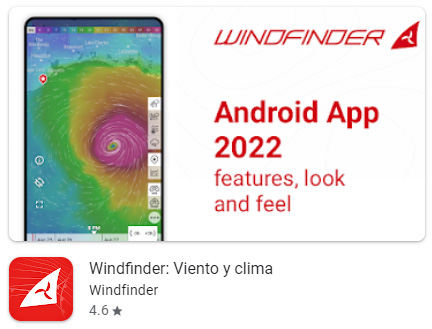 WINDFINDER
Android App
2022
features, look
and feel
Windfinder: Viento y clima
Windfinder
4.6 ★